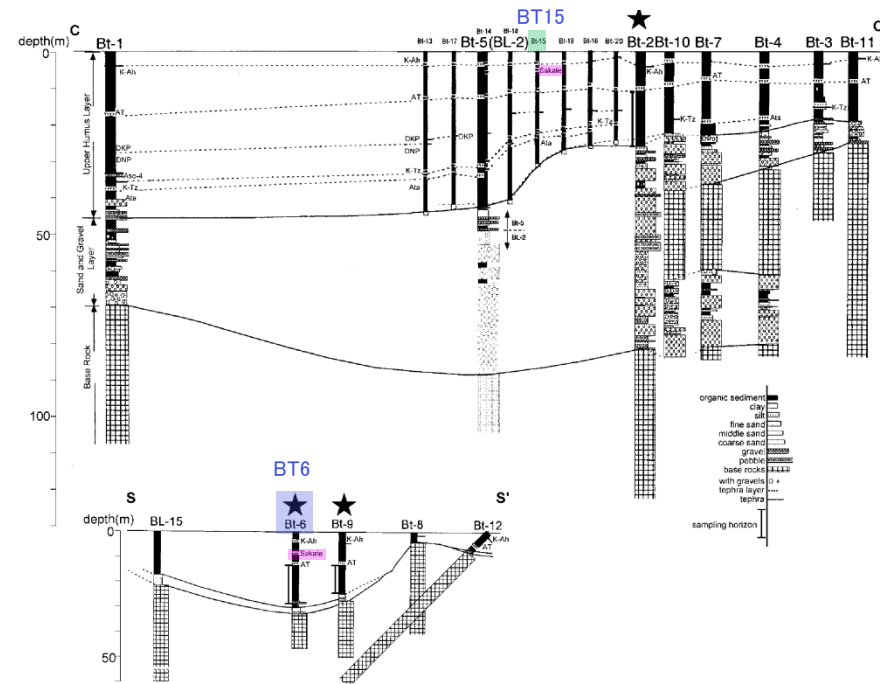 BT15
C
C
depth(m)
Bt-1
Bt-13
Bt-17
Bt-14
Bt-5(BL-2)
Bt-18
Bt-15
Bt-19
Bt-16
Bt-20
Bt-2
Bt-10
Bt-7
Bt-4
Bt-3
Bt-11
0
K-Ah
K-Ah
Sakate
K-Ah
K-Ah
AT
AT
AT
K-Tz
K-Tz
Ata
DKP
DKP
DKP
DNP
DNP
Ata
Aso-4
K-Tz
K-Tz
Ata
Ata
Upper Humus Layer
50
Bt-5
BL-2
Sand and Gravel
Layer
Base Rock
100
organic sediment
clay
silt
fine sand
middle sand
coarse sand
gravel
pebble
base rocks
with gravels
tephra layer
tephra
sampling horizon
BT6
S
S'
depth(m)
BL-15
Bt-6
Bt-9
Bt-8
Bt-12
0
K-Ah
K-Ah
K-Ah
Sakate
AT
AT
AT
50